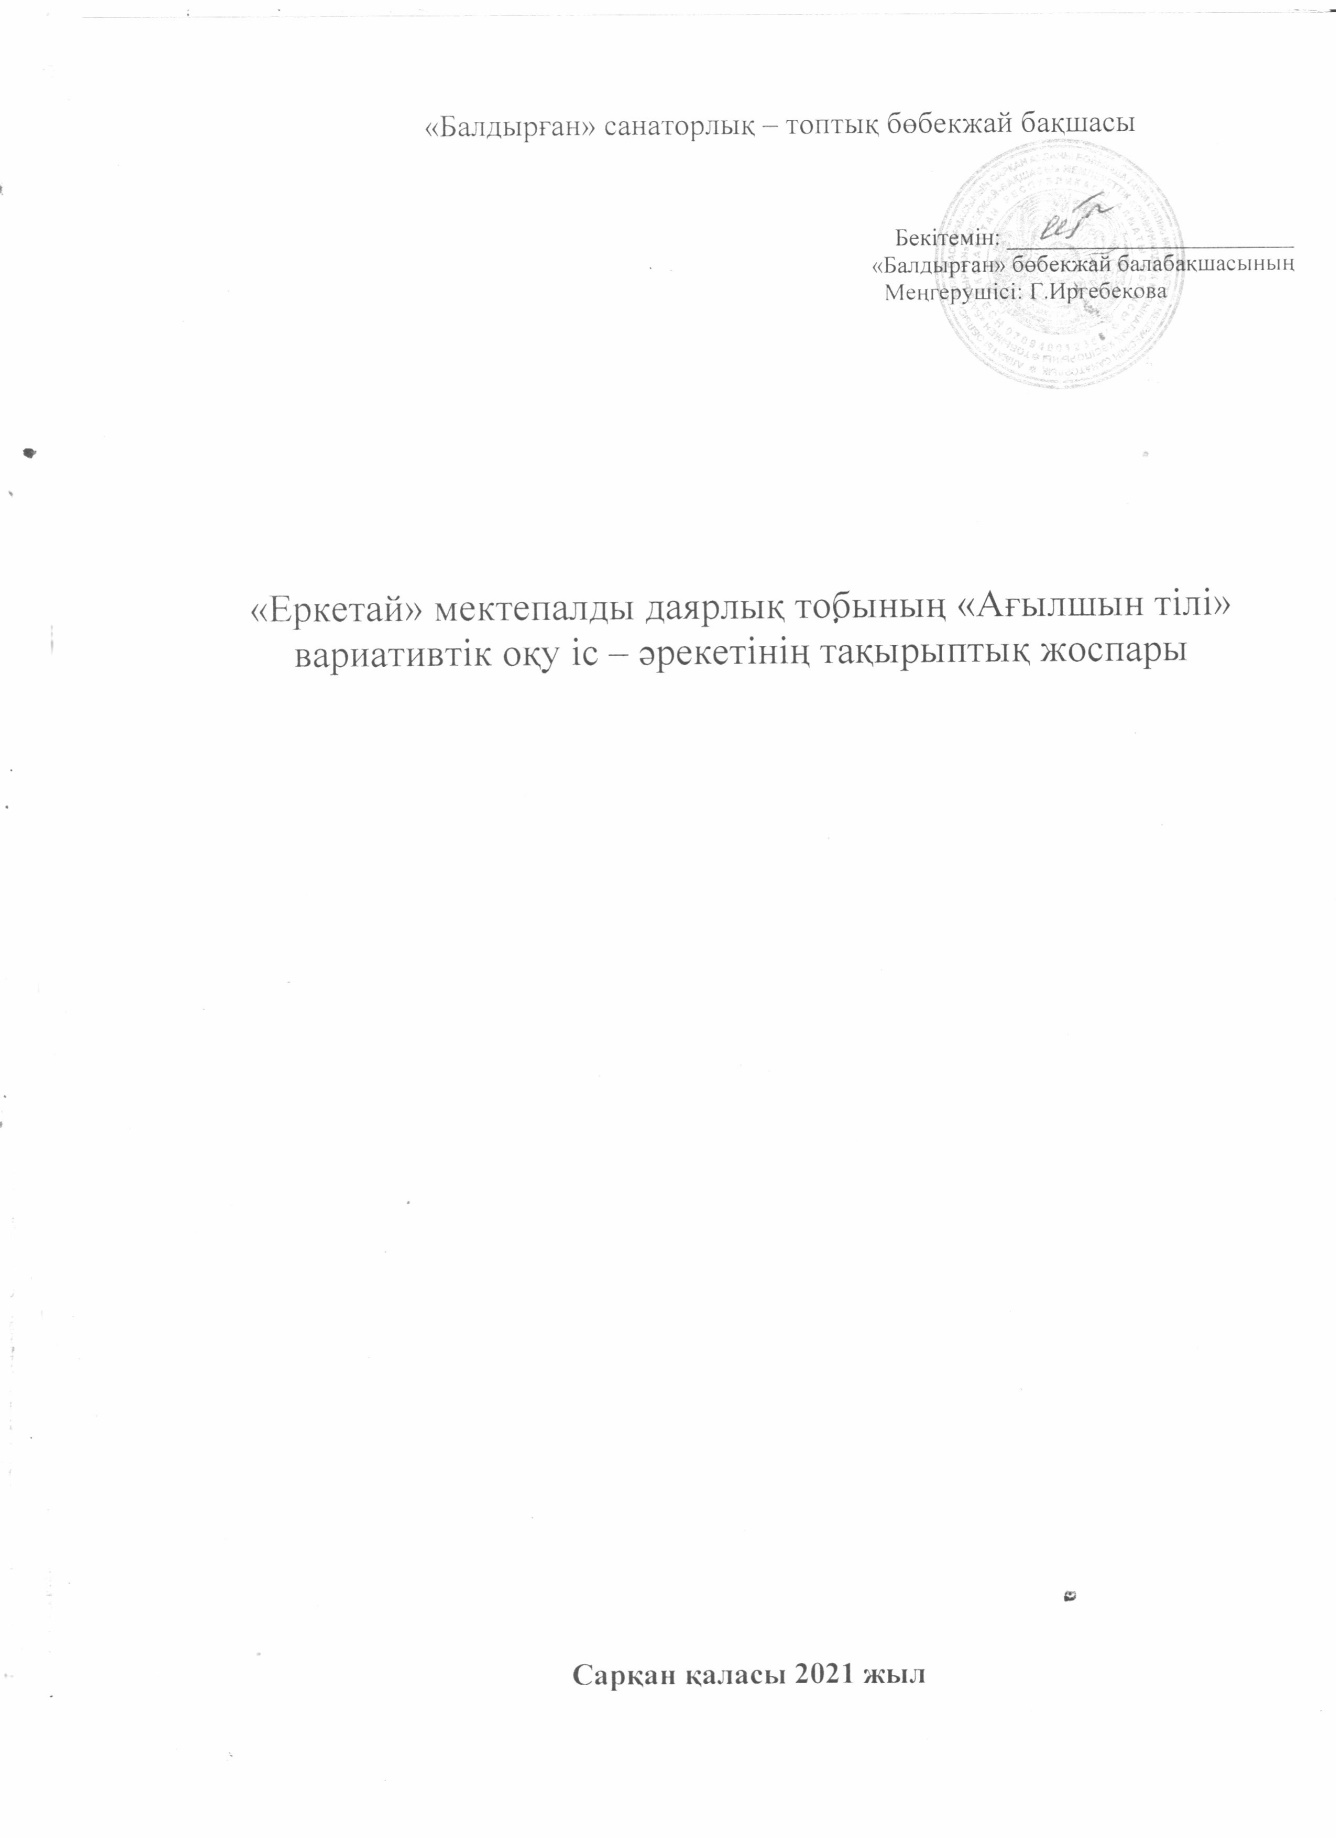 «Балдырған» санаторлық – топтық бөбекжай бақшасы
Бекітемін:
«Балдырған» бөбекжай балабақшасының
Меңгерушісі: Г.Иргебекова
«Еркетай» мектепалды даярлық тобының «Ағылшын тілі»
вариативтік оқу іс – әрекетінің тақырыптық жоспары
Сарқан қаласы 2021 жыл